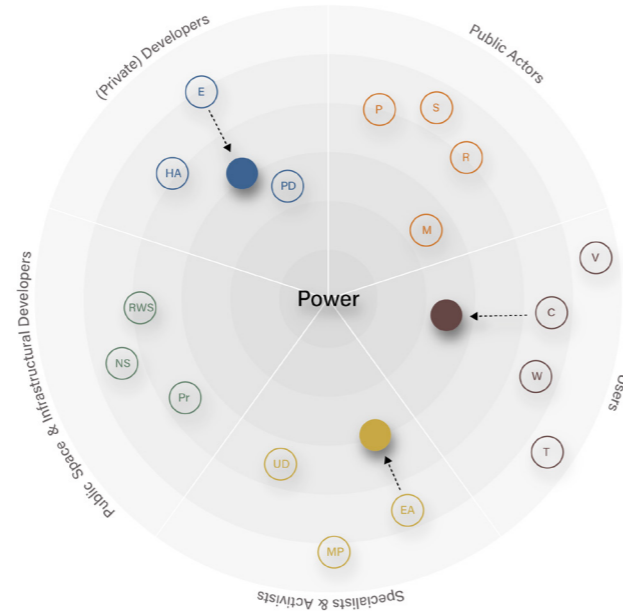 (Private) Developers
Public Actors
E
P
S
R
HA
PD
M
V
Power
RWS
C
NS
W
Users
Pr
T
UD
EA
MP
Public Space & Infrastructural Developers
Specialists & Activists